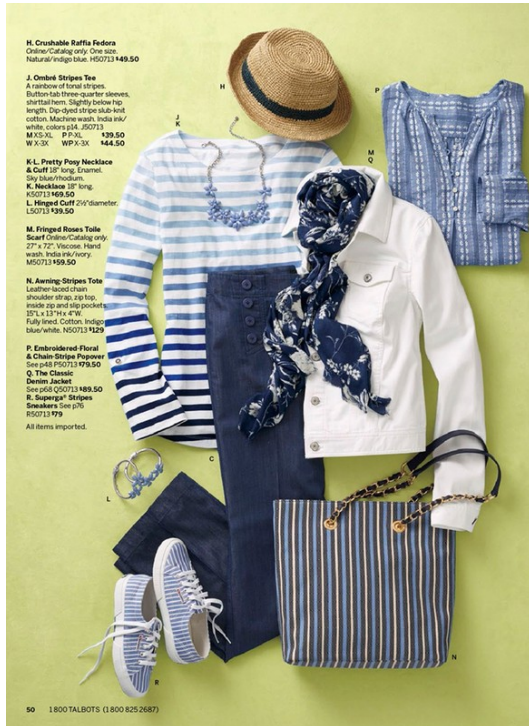 H. Crushable Raffia Fedora
Online/Catalog only. One size.
Natural/indigo blue. H50713 $49.50
J. Ombré Stripes Tee
A rainbow of tonal stripes.
Button-tab three-quarter sleeves,
shirttail hem. Slightly below hip
length. Dip-dyed stripe slub-knit
cotton. Machine wash. India ink/
white, colors p14. J50713
M XS-XL P P-XL $39.50
W X-3X WP X-3X $44.50
K-L. Pretty Posy Necklace
& Cuff 18" long. Enamel.
Sky blue/rhodium.
K. Necklace 18" long.
K50713 $69.50
L. Hinged Cuff 2½" diameter.
L50713 $39.50
M. Fringed Roses Toile
Scarf Online/Catalog only.
27" x 72". Viscose. Hand
wash. India ink/ivory.
M50713 $59.50
N. Awning-Stripes Tote
Leather-laced chain
shoulder strap, zip top,
inside zip and slip pockets.
15"L x 13"H x 4"W.
Fully lined. Cotton. Indigo
blue/white. N50713 $129
P. Embroidered-Floral
& Chain-Stripe Popover
See p48 P50713 $79.50
Q. The Classic
Denim Jacket
See p68 Q50713 $89.50
R. Superga® Stripes
Sneakers See p76
R50713 $79
All items imported.
H
P
J
K
M
Q
C
L
N
R
50 1 800 TALBOTS (1 800 825 2687)